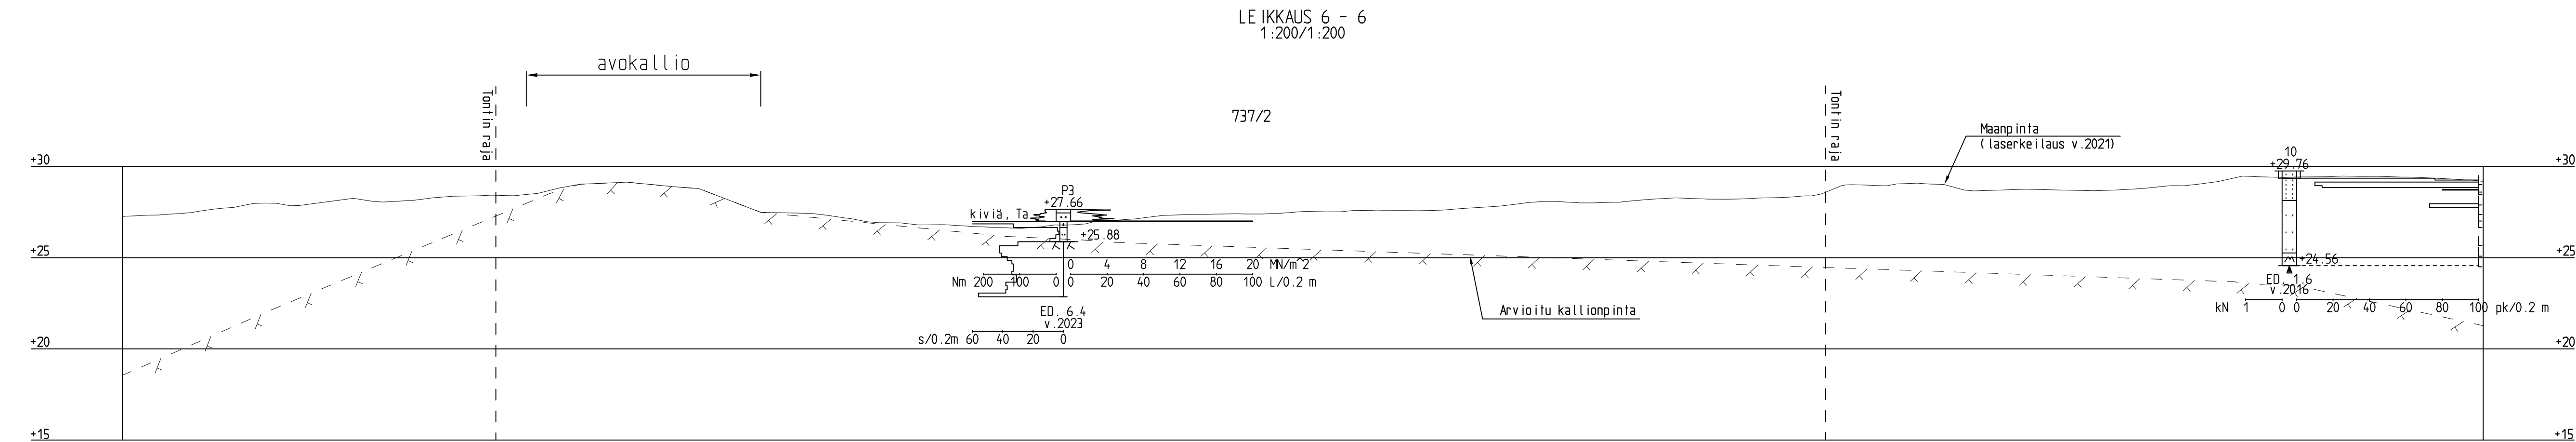 LEIKKAUS 6 - 6
1:200/1:200
avokallio
Tontin raja
737/2
Tontin raja
Maanpinta
(laserkeilaus v.2021)
+30
+30
10
+29.76
P3
+27.66
kiviä, Ta
+25.88
+25
+25
0 4 8 12 16 20 MN/m^2
Nm 200 100 0 0 20 40 60 80 100 L/0.2 m
+24.56
ED. 1.6
v.2016
kN 1 0 0 20 40 60 80 100 pk/0.2 m
Arvioitu kallionpinta
ED. 6.4
v.2023
s/0.2m 60 40 20 0
+20
+20
+15
+15